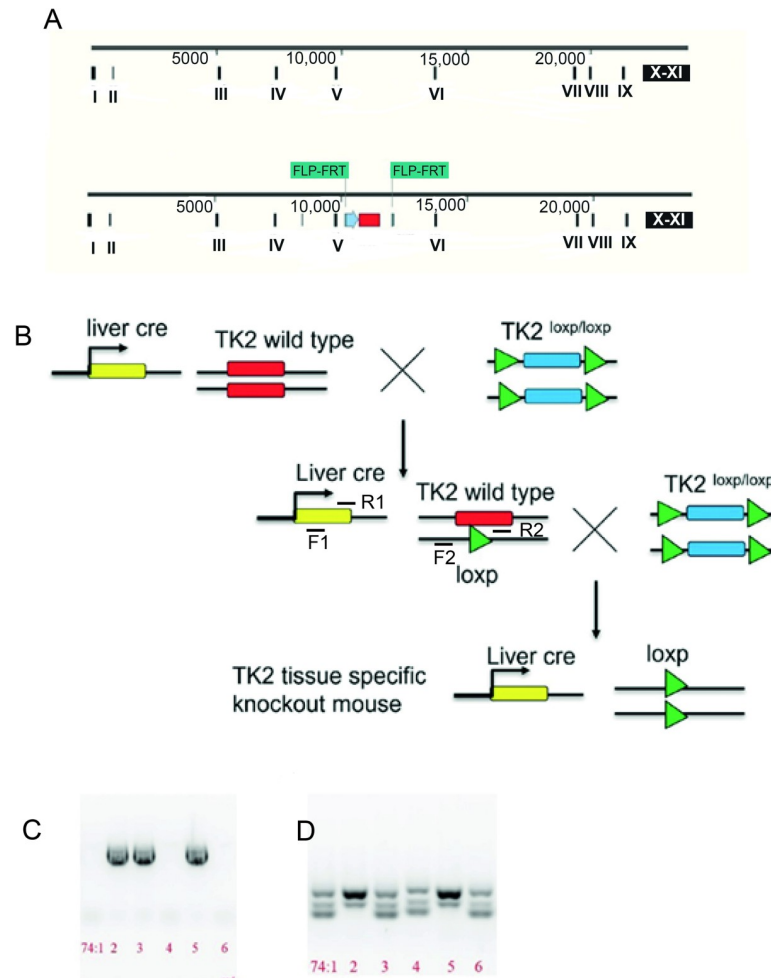 A
5000 10,000 15,000 20,000
I II III IV V VI VII VIII IX X-XI
FLP-FRT FLP-FRT
5000 10,000 15,000 20,000
I II III IV V VI VII VIII IX X-XI
B
liver cre
TK2 wild type
TK2 loxp/loxp
Liver cre
R1
F1
TK2 wild type
F2
R2
loxp
TK2 loxp/loxp
TK2 tissue specific
knockout mouse
Liver cre
loxp
C
74:1 2 3 4 5 6
D
74:1 2 3 4 5 6